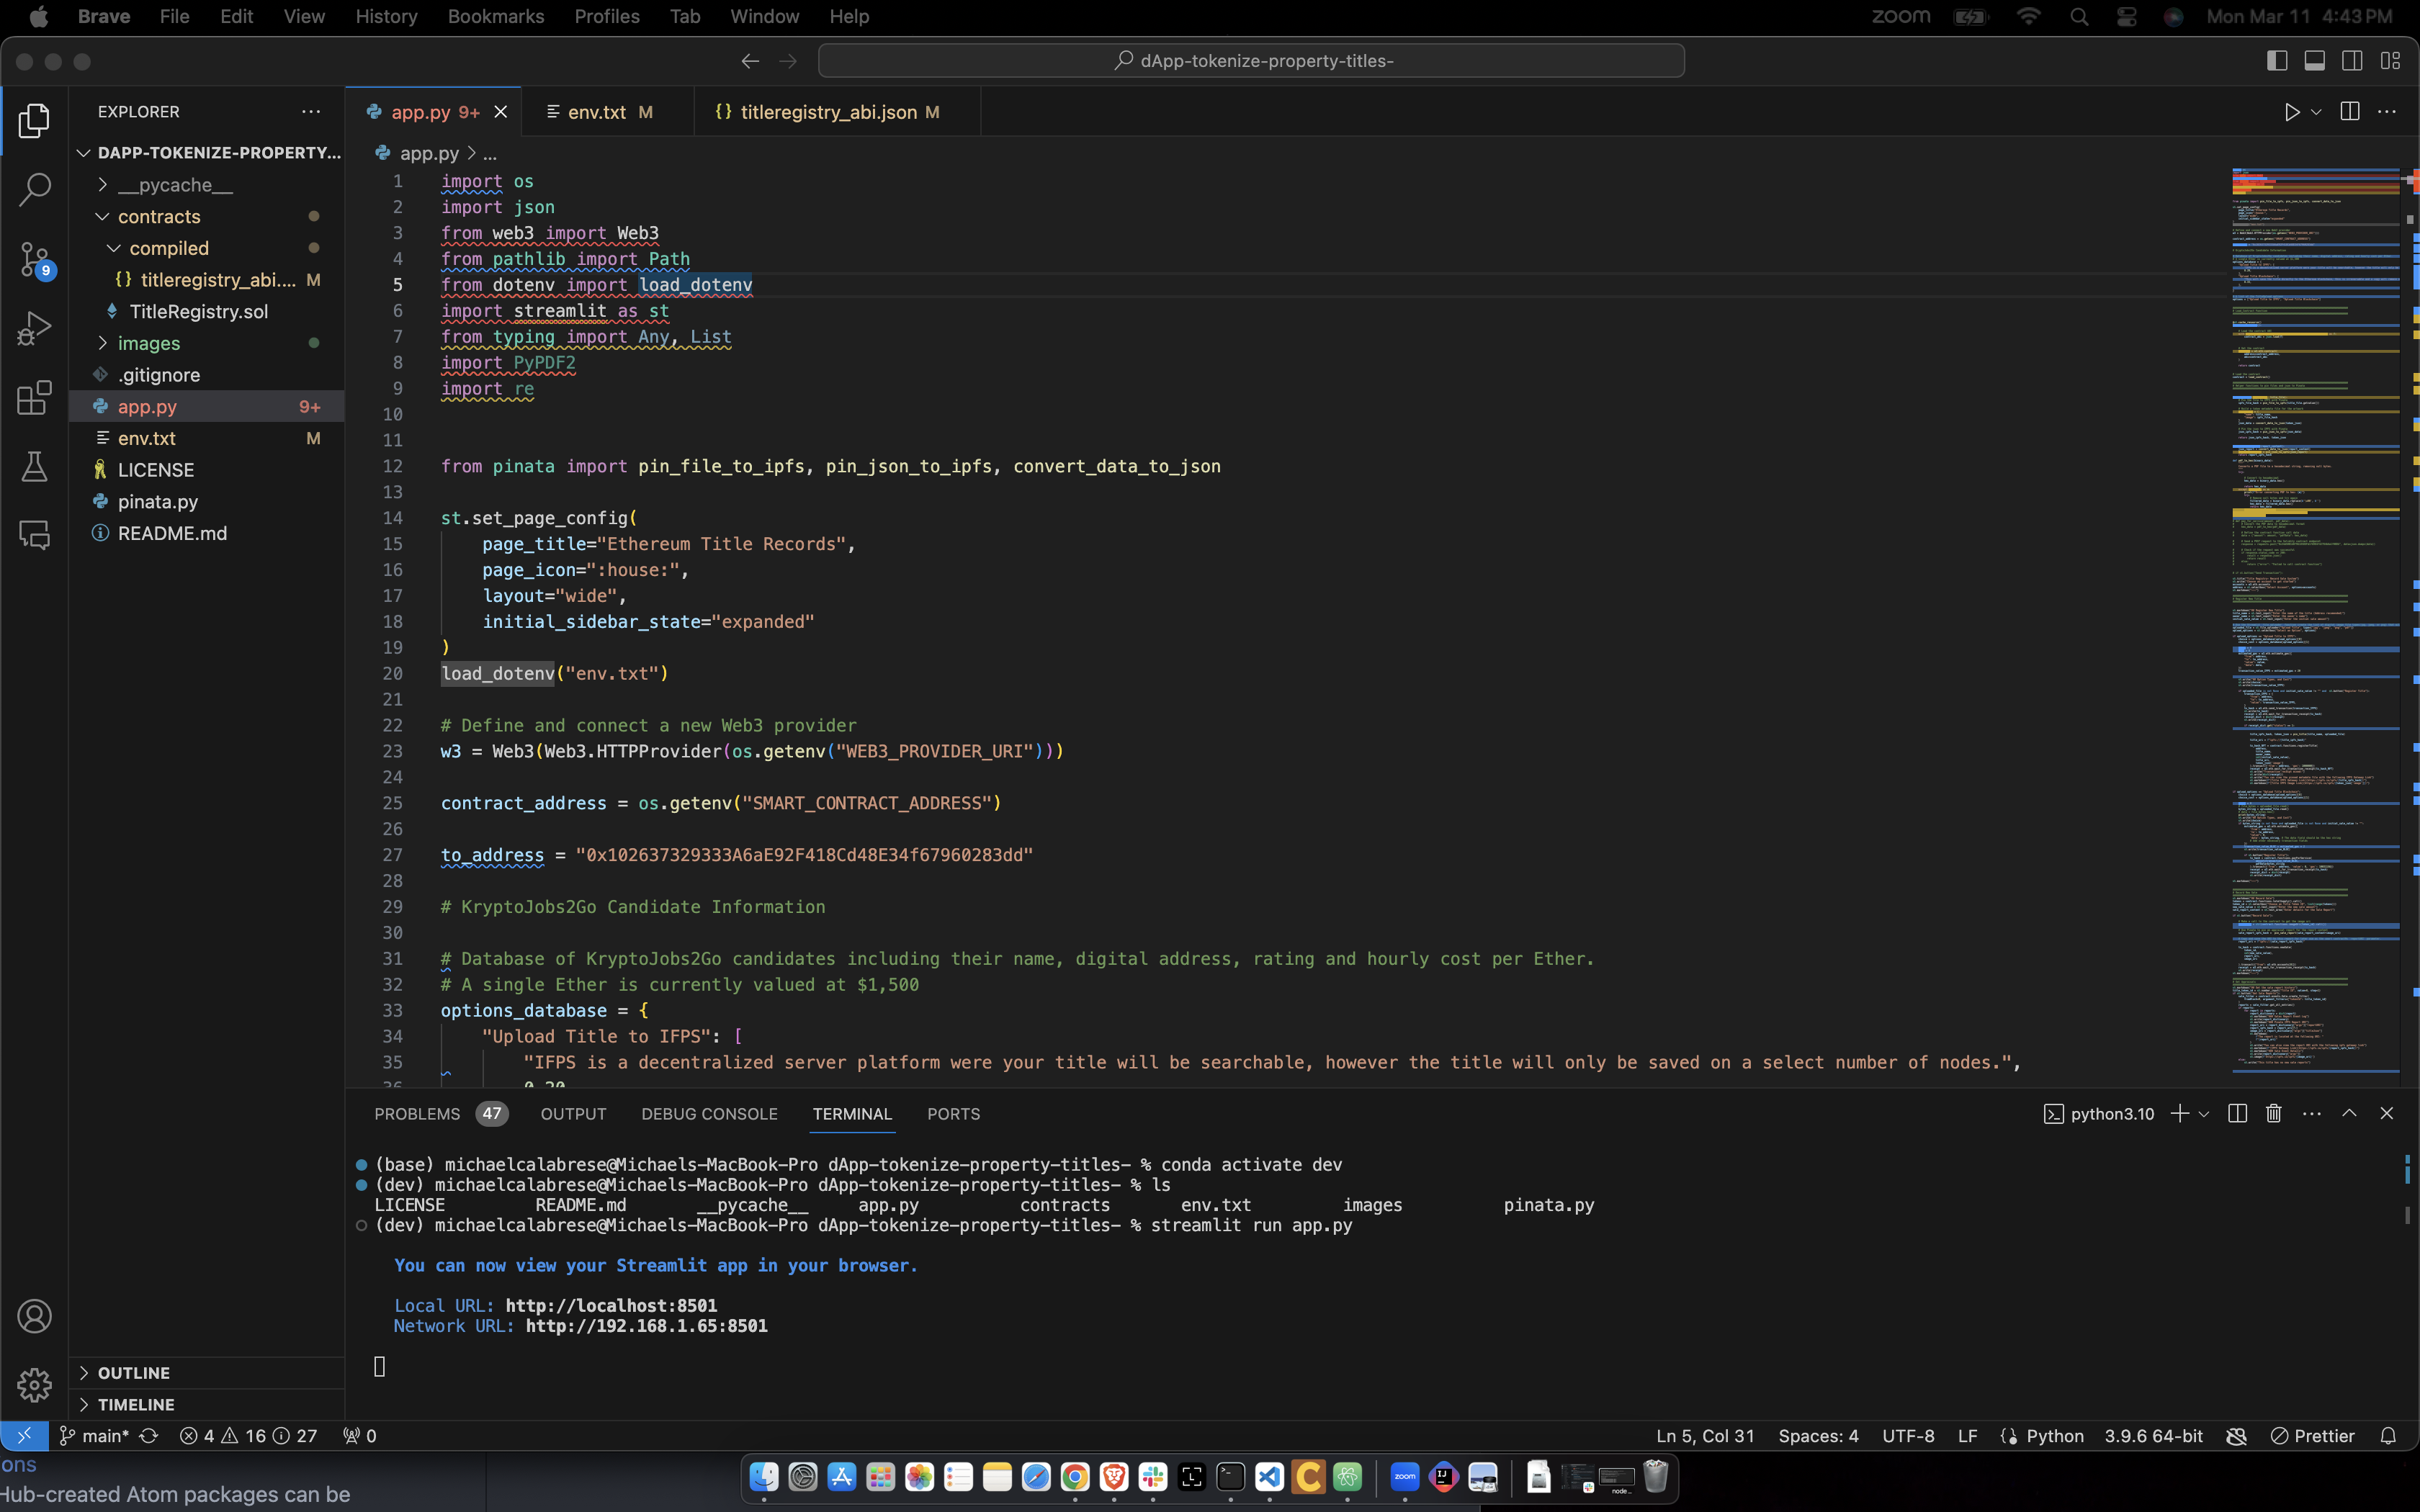 Brave File Edit View History Bookmarks Profiles Tab Window Help zoom Mon Mar 11 4:43 PM
dApp-tokenize-property-titles-
EXPLORER
app.py 9+
env.txt M
{} titleregistry_abi.json M
DAPP-TOKENIZE-PROPERTY...
__pycache__
contracts
compiled
{} titleregistry_abi.... M
TitleRegistry.sol
images
.gitignore
app.py 9+
env.txt M
LICENSE
pinata.py
README.md
9
app.py > ...
1 import os
2 import json
3 from web3 import Web3
4 from pathlib import Path
5 from dotenv import load_dotenv
6 import streamlit as st
7 from typing import Any, List
8 import PyPDF2
9 import re
10
11
12 from pinata import pin_file_to_ipfs, pin_json_to_ipfs, convert_data_to_json
13
14 st.set_page_config(
15 page_title="Ethereum Title Records",
16 page_icon=":house:",
17 layout="wide",
18 initial_sidebar_state="expanded"
19 )
20 load_dotenv("env.txt")
21
22 # Define and connect a new Web3 provider
23 w3 = Web3(Web3.HTTPProvider(os.getenv("WEB3_PROVIDER_URI")))
24
25 contract_address = os.getenv("SMART_CONTRACT_ADDRESS")
26
27 to_address = "0x102637329333A6aE92F418Cd48E34f67960283dd"
28
29 # KryptoJobs2Go Candidate Information
30
31 # Database of KryptoJobs2Go candidates including their name, digital address, rating and hourly cost per Ether.
32 # A single Ether is currently valued at $1,500
33 options_database = {
34 "Upload Title to IFPS": [
35 "IFPS is a decentralized server platform were your title will be searchable, however the title will only be saved on a select number of nodes.",
36 0.20
PROBLEMS 47 OUTPUT DEBUG CONSOLE TERMINAL PORTS python3.10
(base) michaelcalabrese@Michaels-MacBook-Pro dApp-tokenize-property-titles- % conda activate dev
(dev) michaelcalabrese@Michaels-MacBook-Pro dApp-tokenize-property-titles- % ls
LICENSE README.md __pycache__ app.py contracts env.txt images pinata.py
(dev) michaelcalabrese@Michaels-MacBook-Pro dApp-tokenize-property-titles- % streamlit run app.py
You can now view your Streamlit app in your browser.
Local URL: http://localhost:8501
Network URL: http://192.168.1.65:8501
OUTLINE
TIMELINE
main* 4 16 27 0 Ln 5, Col 31 Spaces: 4 UTF-8 LF Python 3.9.6 64-bit Prettier
ons
Hub-created Atom packages can be
zoom